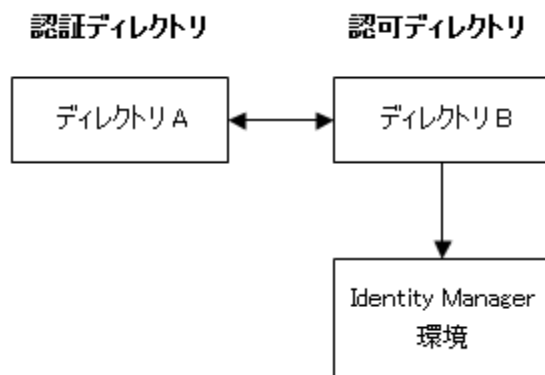 認証ディレクトリ
認可ディレクトリ
ディレクトリ A
ディレクトリ B
Identity Manager
環境